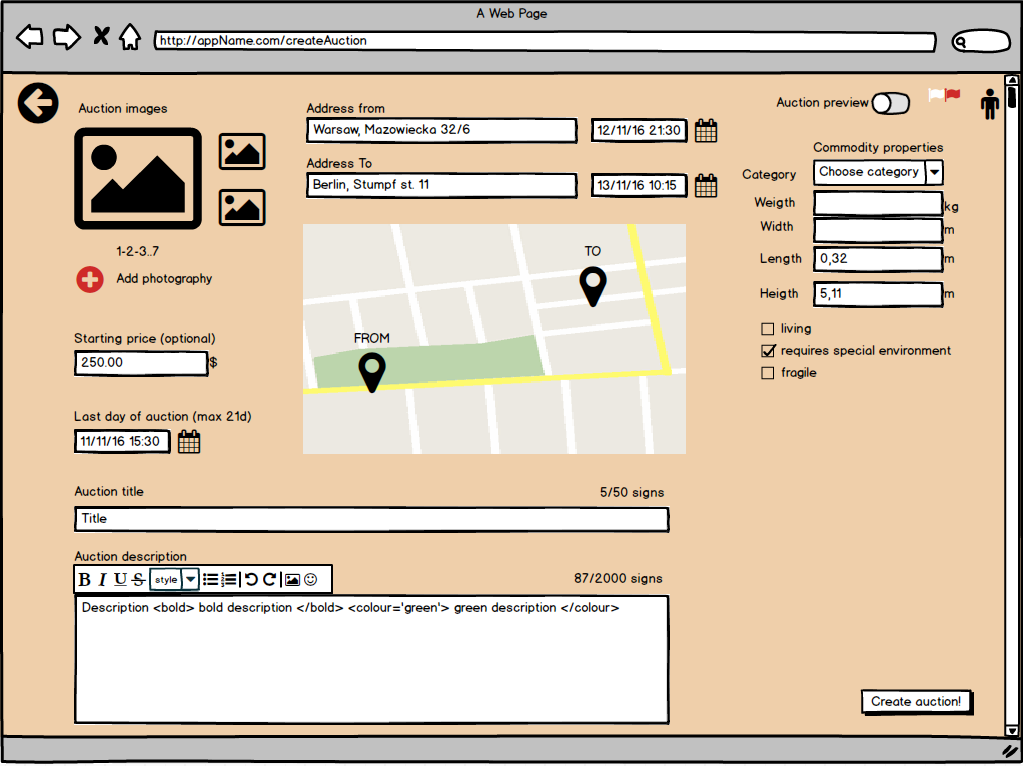 A Web Page
http://appName.com/createAuction
Auction images
Address from
Auction preview
Warsaw, Mazowiecka 32/6
12/11/16 21:30
Commodity properties
Address To
Category
Choose category
Berlin, Stumpf st. 11
13/11/16 10:15
Weigth
kg
Width
m
1-2-3..7
TO
Length
0,32
m
Add photography
Heigth
5,11
m
Starting price (optional)
FROM
living
250.00
$
requires special environment
fragile
Last day of auction (max 21d)
11/11/16 15:30
Auction title
5/50 signs
Title
Auction description
B I U S style
87/2000 signs
Description <bold> bold description </bold> <colour='green'> green description </colour>
Create auction!